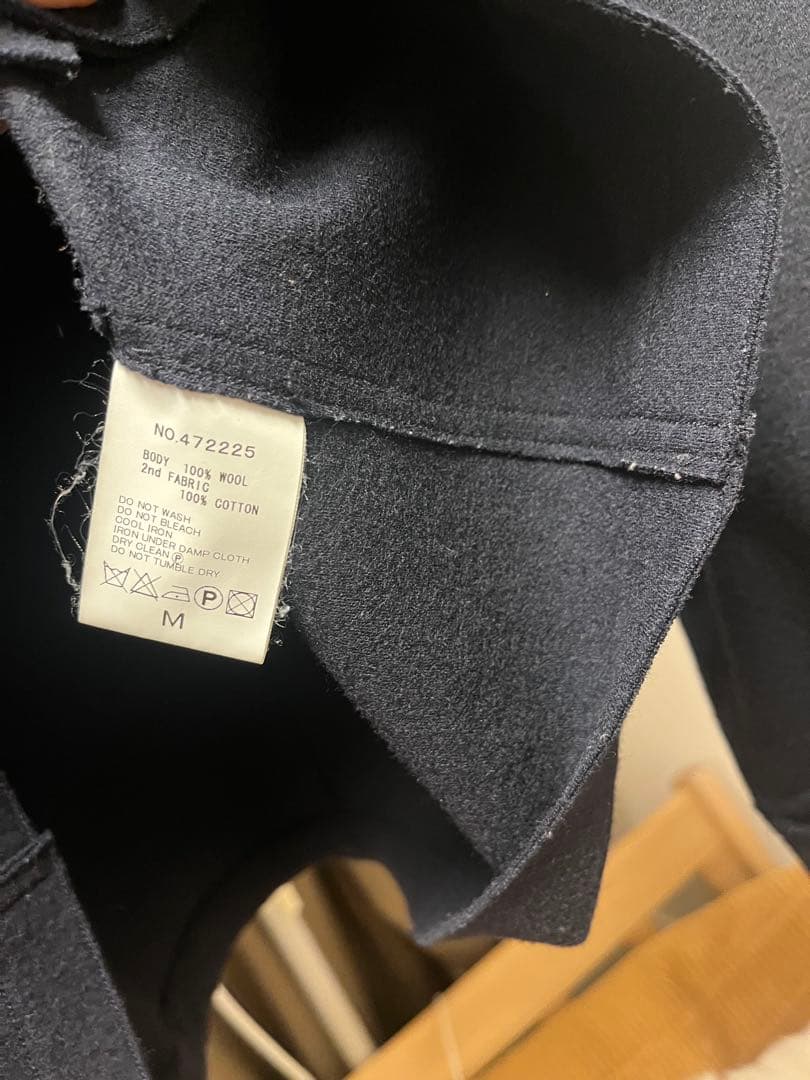 NO.472225
BODY 100% WOOL
2nd FABRIC
100% COTTON
DO NOT WASH
DO NOT BLEACH
COOL IRON
IRON UNDER DAMP CLOTH
DRY CLEAN Ⓟ
DO NOT TUMBLE DRY
P
M